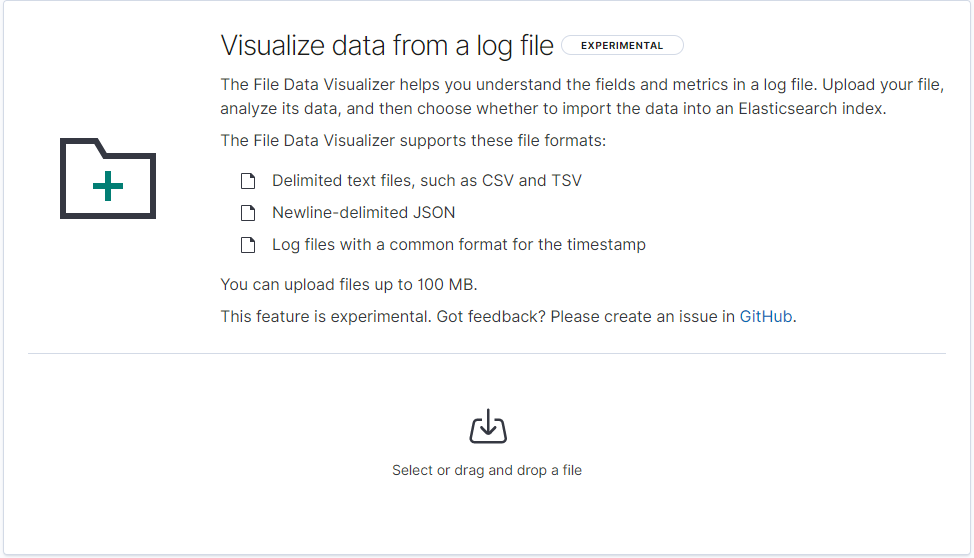 Visualize data from a log file EXPERIMENTAL
The File Data Visualizer helps you understand the fields and metrics in a log file. Upload your file,
analyze its data, and then choose whether to import the data into an Elasticsearch index.
The File Data Visualizer supports these file formats:
Delimited text files, such as CSV and TSV
Newline-delimited JSON
Log files with a common format for the timestamp
You can upload files up to 100 MB.
This feature is experimental. Got feedback? Please create an issue in GitHub.
Select or drag and drop a file